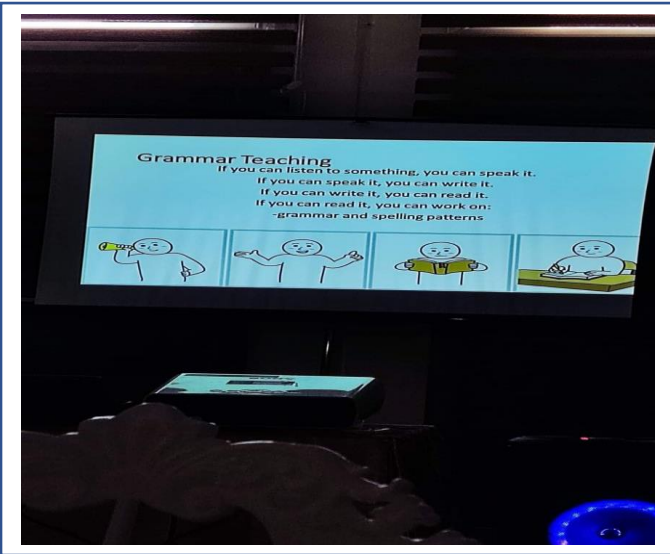 Grammar Teaching
If you can listen to something, you can speak it.
If you can speak it, you can write it.
If you can write it, you can read it.
If you can read it, you can work on:
-grammar and spelling patterns